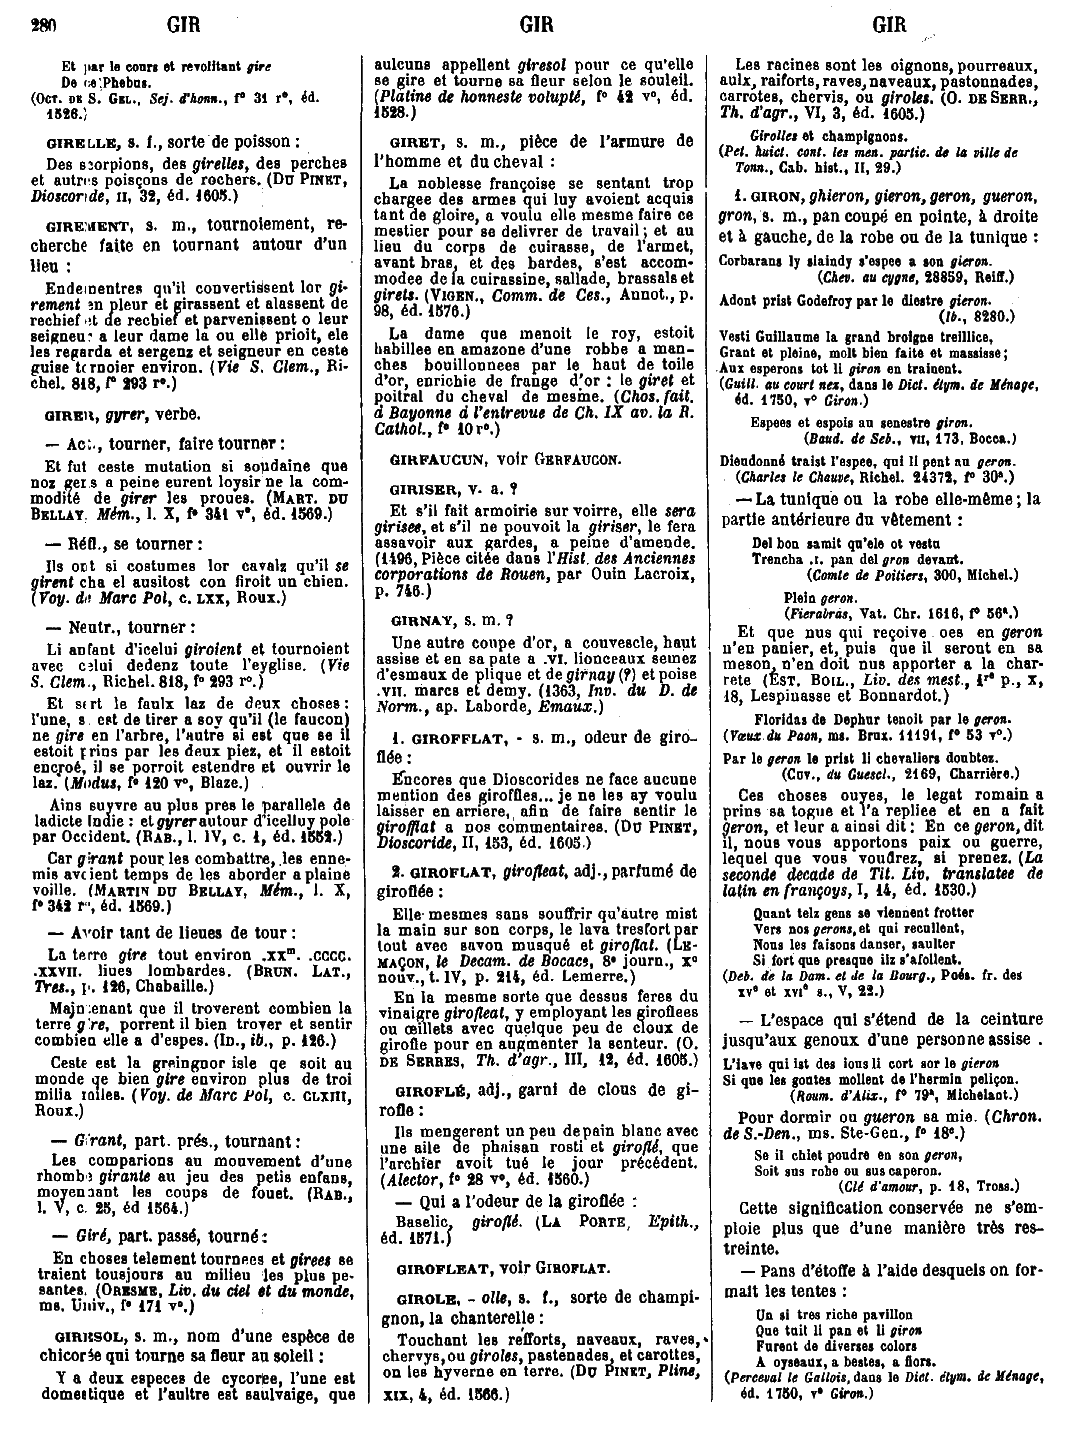 280 GIR GIR GIR
Et par le cours et revolitant gire
De ce Phebus.
(OCT. DE S. GEL., Sej. d'honn., f° 31 r°, éd.
1526.)
GIRELLE, s. f., sorte de poisson :
Des scorpions, des girelles, des perches
et autres poisçons de rochers. (DU PINET,
Dioscoride, II, 32, éd. 1605.)
GIREMENT, s. m., tournoiement, re-
cherche faite en tournant autour d'un
lieu :
Endementres qu'il convertissent lor gi-
rement en pleur et girassent et alassent de
rechief et de rechief et parvenissent o leur
seigneur a leur dame la ou elle prioit, ele
les regarda et sergenz et seigneur en ceste
guise tornoier environ. (Vie S. Clem., Ri-
chel. 818, f° 293 r°.)
GIRER, gyrer, verbe.
— Act., tourner, faire tourner :
Et fut ceste mutation si soudaine que
noz gens a peine eurent loysir ne la com-
modité de girer les proues. (MART. DU
BELLAY, Mém., l. X, f° 341 v°, éd. 1569.)
— Réfl., se tourner :
Ils ont si costumes lor cavalz qu'il se
girent cha el ausitost con firoit un chien.
(Voy. de Marc Pol, c. LXX, Roux.)
— Neutr., tourner :
Li anfant d'icelui giroient et tournoient
avec celui dedenz toute l'eyglise. (Vie
S. Clem., Richel. 818, f° 293 r°.)
Et sert le faulx laz de deux choses :
l'une, s est de tirer a soy qu'il (le faucon)
ne gire en l'arbre, l'autre si est que se il
estoit prins par les deux piez, et il estoit
encroé, il se porroit estendre et ouvrir le
laz. (Modus, f° 120 v°, Blaze.)
Ains suyvre au plus pres le parallele de
ladicte Indie : et gyrer autour d'icelluy pole
par Occident. (RAB., l. IV, c. 1, éd. 1552.)
Car girant pour les combattre, les enne-
mis avcient temps de les aborder a plaine
voille. (MARTIN DU BELLAY, Mém., l. X,
f° 342 r°, éd. 1569.)
— Avoir tant de lieues de tour :
La terre gire tout environ .XXm. .CCCC.
.XXVII. liues lombardes. (BRUN. LAT.,
Tres., p. 126, Chabaille.)
Maintenant que il troverent combien la
terre gire, porrent il bien trover et sentir
combien elle a d'espes. (ID., ib., p. 126.)
Ceste est la greingnor isle qe soit au
monde qe bien gire environ plus de troi
milia milles. (Voy. de Marc Pol, c. CLXIII,
Roux.)
— Girant, part. prés., tournant :
Les comparions au mouvement d'une
rhombe girante au jeu des petis enfans,
moyennant les coups de fouet. (RAB.,
l. V, c. 25, éd 1564.)
— Giré, part. passé, tourné :
En choses telement tournees et girees se
traient tousjours au milieu les plus pe-
santes. (ORESME, Liv. du ciel et du monde,
ms. Univ., f° 171 v°.)
GIRESOL, s. m., nom d'une espèce de
chicorée qui tourne sa fleur au soleil :
Y a deux especes de cycorée, l'une est
domestique et l'aultre est saulvaige, que
aulcuns appellent giresol pour ce qu'elle
se gire et tourne sa fleur selon le souleil.
(Platine de honneste volupté, f° 42 v°, éd.
1528.)
GIRET, s. m., pièce de l'armure de
l'homme et du cheval :
La noblesse françoise se sentant trop
chargee des armes qui luy avoient acquis
tant de gloire, a voulu elle mesme faire ce
mestier pour se delivrer de travail ; et au
lieu du corps de cuirasse, de l'armet,
avant bras, et des bardes, s'est accom-
modee de la cuirassine, sallade, brassals et
girets. (VIGEN., Comm. de Ces., Annot., p.
98, éd. 1576.)
La dame que menoit le roy, estoit
habillee en amazone d'une robbe a man-
ches bouillonnees par le haut de toile
d'or, enrichie de frange d'or : le giret et
poitral du cheval de mesme. (Chos. fait.
à Bayonne à l'entrevue de Ch. IX av. la R.
Cathol., f° 10 r°.)
GIRFAUCUN, voir GERFAUCON.
GIRISER, v. a. ?
Et s'il fait armoirie sur voirre, elle sera
girisee, et s'il ne pouvoit la giriser, le fera
assavoir aux gardes, a peine d'amende.
(1496, Pièce citée dans l'Hist. des Anciennes
corporations de Rouen, par Ouin Lacroix,
p. 746.)
GIRNAY, s. m. ?
Une autre coupe d'or, a convescle, haut
assise et en sa pate a .VI. lionceaux semez
d'esmaux de plique et de girnay (?) et poise
.VII. marcs et demy. (1363, Inv. du D. de
Norm., ap. Laborde, Emaux.)
1. GIROFFLAT, - s. m., odeur de giro-
flée :
Encores que Dioscorides ne face aucune
mention des giroffles... je ne les ay voulu
laisser en arriere, afin de faire sentir le
girofflat a nos commentaires. (DU PINET,
Dioscoride, II, 153, éd. 1605.)
2. GIROFLAT, girofleat, adj., parfumé de
giroflée :
Elle mesmes sans souffrir qu'autre mist
la main sur son corps, le lava tresfort par
tout avec savon musqué et giroflat. (LE-
MAÇON, le Decam. de Bocacs, 8e journ., xe
nouv., t. IV, p. 214, éd. Lemerre.)
En la mesme sorte que dessus feres du
vinaigre girofleat, y employant les giroflees
ou œillets avec quelque peu de cloux de
girofle pour en augmenter la senteur. (O.
DE SERRES, Th. d'agr., III, 12, éd. 1605.)
GIROFLÉ, adj., garni de clous de gi-
rofle :
Ils mengerent un peu de pain blanc avec
une aile de phaisan rosti et giroflé, que
l'archier avoit tué le jour précédent.
(Alector, f° 28 v°, éd. 1560.)
— Qui a l'odeur de la giroflée :
Baselic, giroflé. (LA PORTE, Epith.,
éd. 1571.)
GIROFLEAT, voir GIROFLAT.
GIROLE, - olle, s. f., sorte de champi-
gnon, la chanterelle :
Touchant les refforts, naveaux, raves,
chervys, ou giroles, pastenades, et carottes,
on les hyverne en terre. (DU PINET, Pline,
XIX, 4, éd. 1566.)
Les racines sont les oignons, pourreaux,
aulx, raiforts, raves, naveaux, pastonnades,
carrotes, chervis, ou giroles. (O. DE SERR.,
Th. d'agr., VI, 3, éd. 1605.)
Girolles et champignons.
(Pet. huict. cont. les men. partic. de la ville de
Tonn., Cab. hist., II, 29.)
1. GIRON, ghieron, gieron, geron, gueron,
gron, s. m., pan coupé en pointe, à droite
et à gauche, de la robe ou de la tunique :
Corbarans ly slaindy s'espee a son gieron.
(Chev. au cygne, 28859, Reiff.)
Adont prist Godefroy par le diestre gieron.
(Ib., 8280.)
Vesti Guillaume la grand broigne treillice,
Grant et pleine, molt bien faite et massisse ;
Aux esperons tot li giron en trainent.
(Guill. au court nez, dans le Dict. étym. de Ménage,
éd. 1750, v° Giron.)
Espees et espois au senestre giron.
(Baud. de Seb., VII, 173, Bocca.)
Dieudonné traist l'espee, qui li pent au geron.
(Charles le Chauve, Richel. 24372, f° 30a.)
— La tunique ou la robe elle-même ; la
partie antérieure du vêtement :
Del bon samit qu'ele ot vestu
Trencha .I. pan del gron devant.
(Comte de Poitiers, 300, Michel.)
Plein geron.
(Fierabras, Vat. Chr. 1616, f° 56a.)
Et que nus qui reçoive oes en geron
n'en panier, et, puis que il seront en sa
meson, n'en doit nus apporter a la char-
rete (EST. BOIL., Liv. des mest., 1re p., X,
18, Lespinasse et Bonnardot.)
Floridas de Dephur tenoit par le geron.
(Vœux du Paon, ms. Brux. 11191, f° 53 v°.)
Par le geron le prist li chevaliers doubtez.
(CUV., du Guescl., 2169, Charrière.)
Ces choses ouyes, le legat romain a
prins sa togue et l'a repliee et en a fait
geron, et leur a ainsi dit : En ce geron, dit
il, nous vous apportons paix ou guerre,
lequel que vous voudrez, si prenez. (La
seconde decade de Tit. Liv. translatee de
latin en françoys, I, 14, éd. 1530.)
Quant telz gens se viennent frotter
Vers nos gerons, et qui recullent,
Nous les faisons danser, saulter
Si fort que presque ilz s'afollent.
(Deb. de la Dam. et de la Bourg., Poés. fr. des
xve et xvie s., V, 22.)
— L'espace qui s'étend de la ceinture
jusqu'aux genoux d'une personne assise .
L'iave qui ist des ious li cort sor le gieron
Si que les goutes mollent de l'hermin peliçon.
(Roum. d'Alix., f° 79a, Michelant.)
Pour dormir ou gueron sa mie. (Chron.
de S.-Den., ms. Ste-Gen., f° 18c.)
Se il chiet poudre en son geron,
Soit sus robe ou sus caperon.
(Clé d'amour, p. 18, Tross.)
Cette signification conservée ne s'em-
ploie plus que d'une manière très res-
treinte.
— Pans d'étoffe à l'aide desquels on for-
mait les tentes :
Un si tres riche pavillon
Que tuit li pan et li giron
Furent de diverses colors
A oyseaux, a bestes, a flors.
(Perceval le Gallois, dans le Dict. étym. de Ménage,
éd. 1750, v° Giron.)